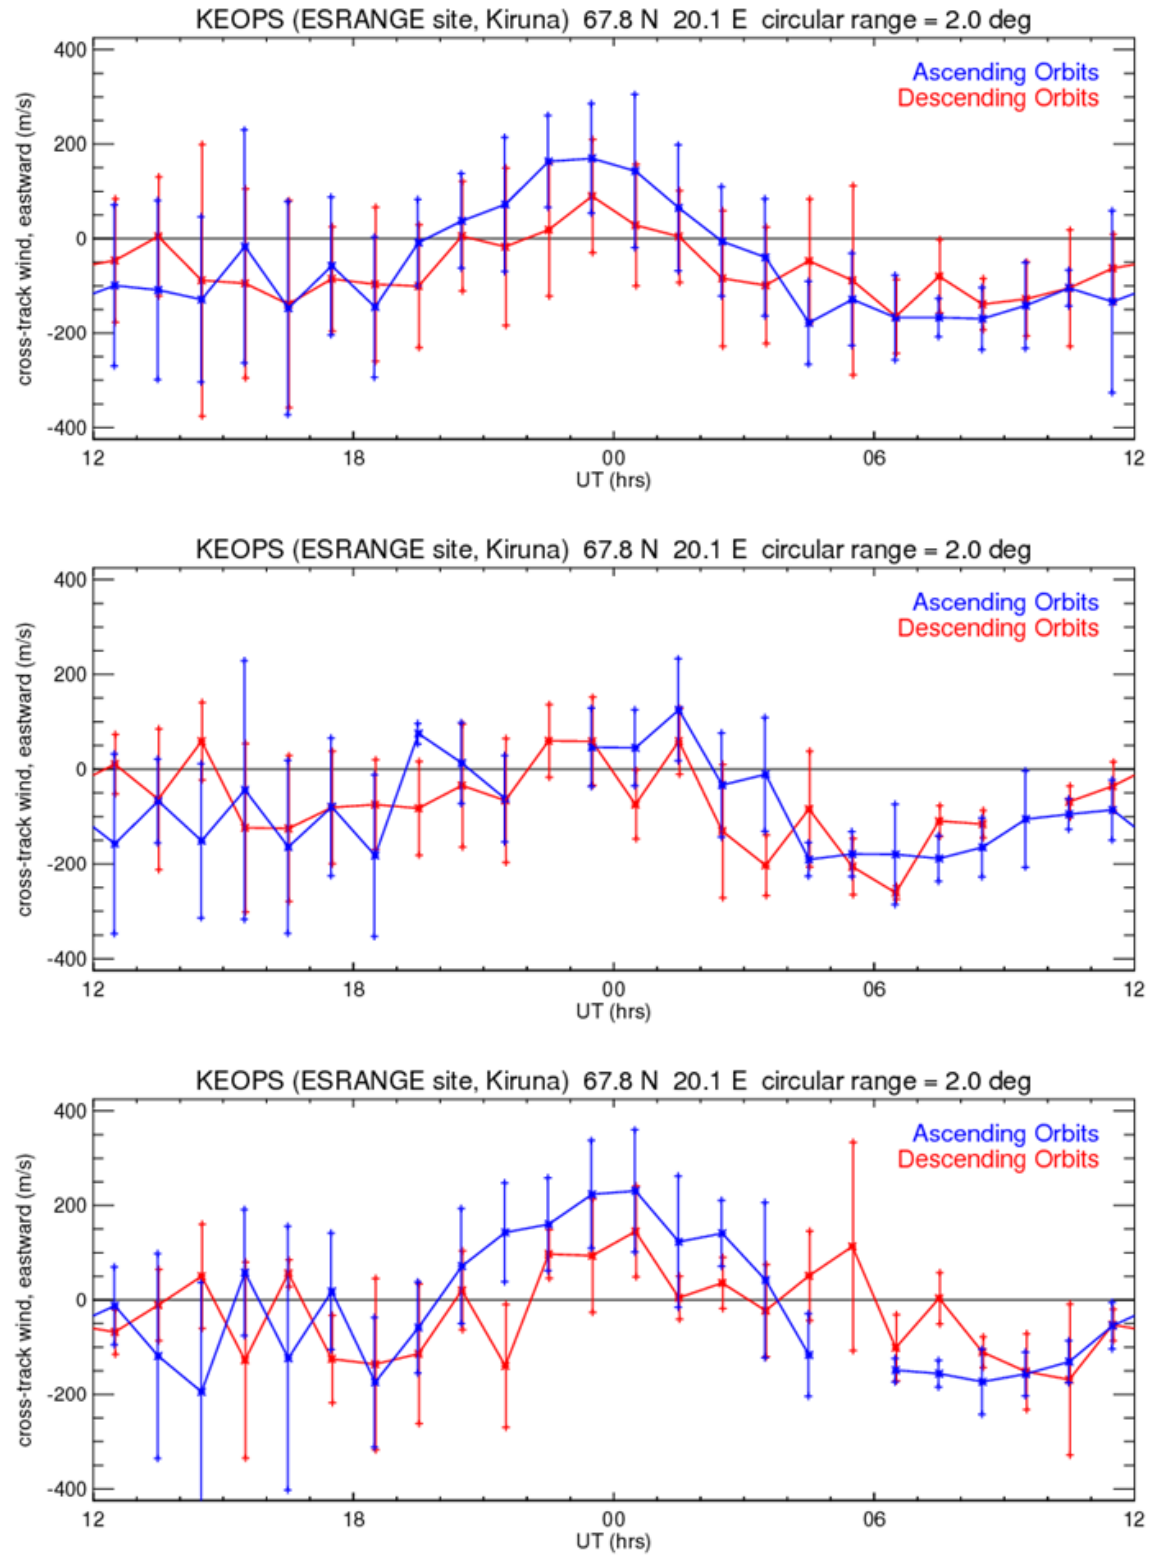 KEOPS (ESRANGE site, Kiruna)  67.8 N  20.1 E  circular range = 2.0 deg
400
Ascending Orbits
Descending Orbits
200
0
-200
-400
cross-track wind, eastward (m/s)
12 18 00 06 12
UT (hrs)
KEOPS (ESRANGE site, Kiruna)  67.8 N  20.1 E  circular range = 2.0 deg
400
Ascending Orbits
Descending Orbits
200
0
-200
-400
cross-track wind, eastward (m/s)
12 18 00 06 12
UT (hrs)
KEOPS (ESRANGE site, Kiruna)  67.8 N  20.1 E  circular range = 2.0 deg
400
Ascending Orbits
Descending Orbits
200
0
-200
-400
cross-track wind, eastward (m/s)
12 18 00 06 12
UT (hrs)